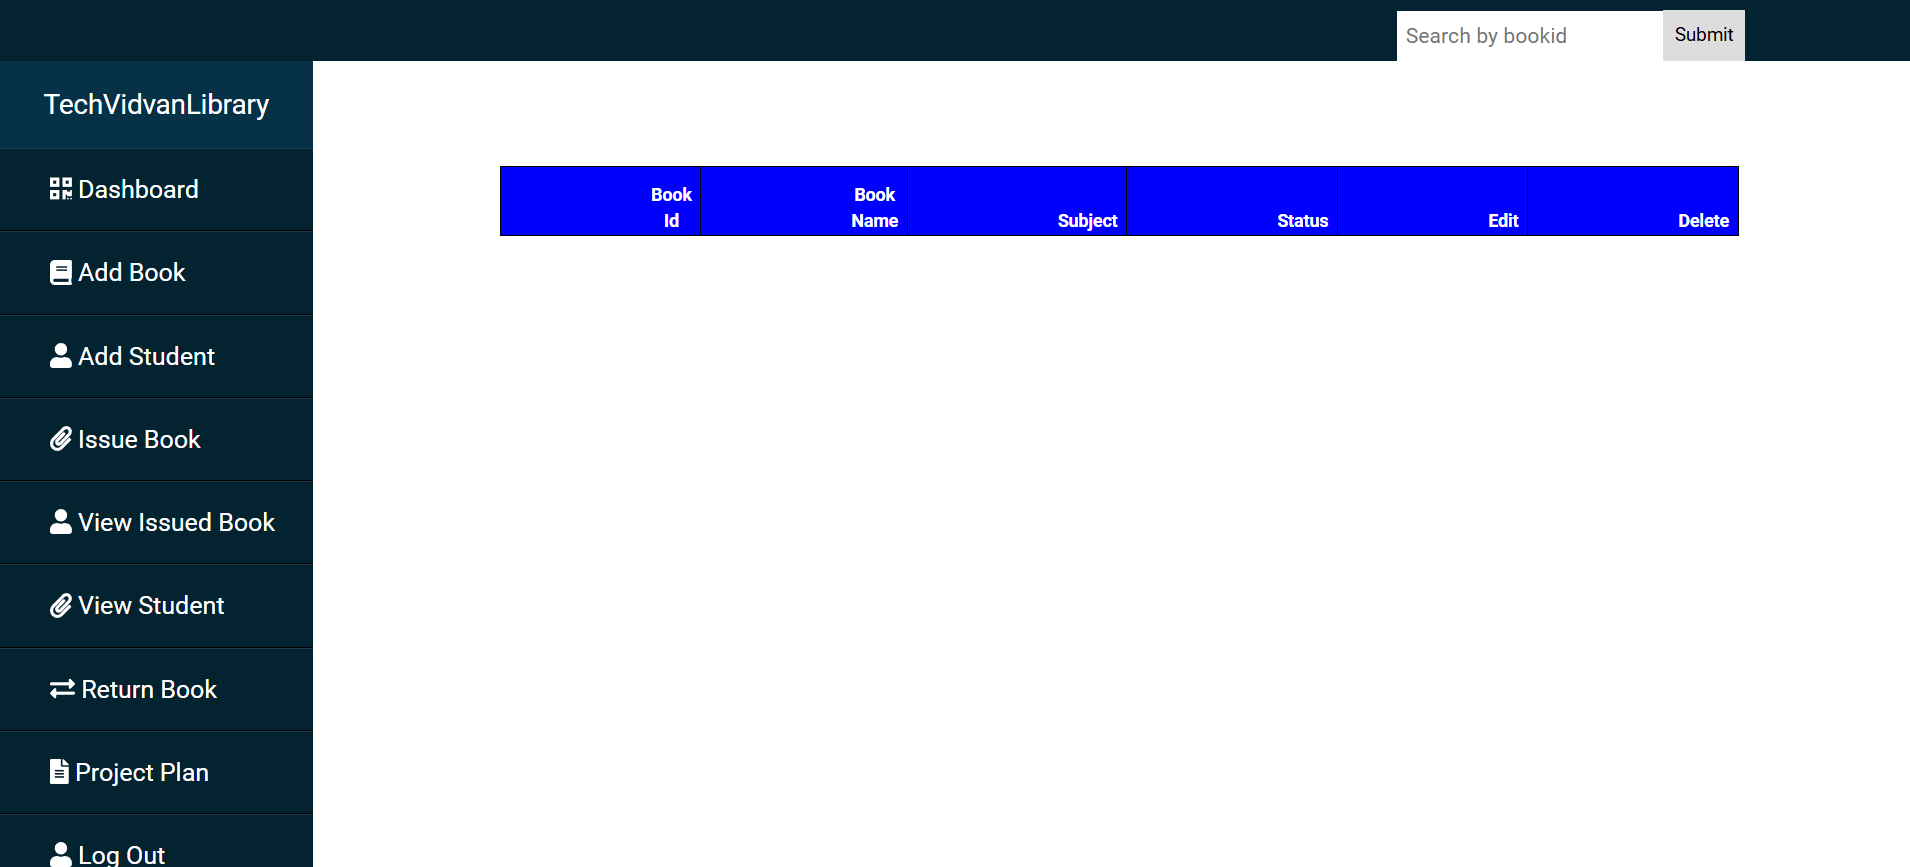 Search by bookid Submit
TechVidvanLibrary
Dashboard
Add Book
Add Student
Issue Book
View Issued Book
View Student
Return Book
Project Plan
Log Out
Book Id
Book Name
Subject
Status
Edit
Delete